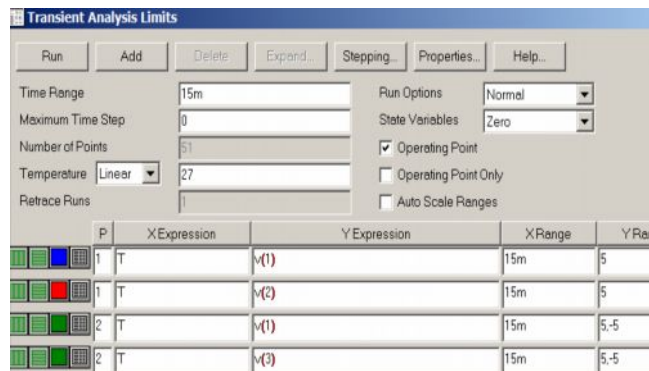 Transient Analysis Limits
Run Add Delete Expand... Stepping... Properties... Help...
Time Range 15m Run Options Normal
Maximum Time Step 0 State Variables Zero
Number of Points 51 Operating Point
Temperature Linear 27 Operating Point Only
Retrace Runs 1 Auto Scale Ranges
P X Expression Y Expression X Range Y Ra
1 T v(1) 15m 5
1 T v(2) 15m 5
2 T v(1) 15m 5,-5
2 T v(3) 15m 5,-5